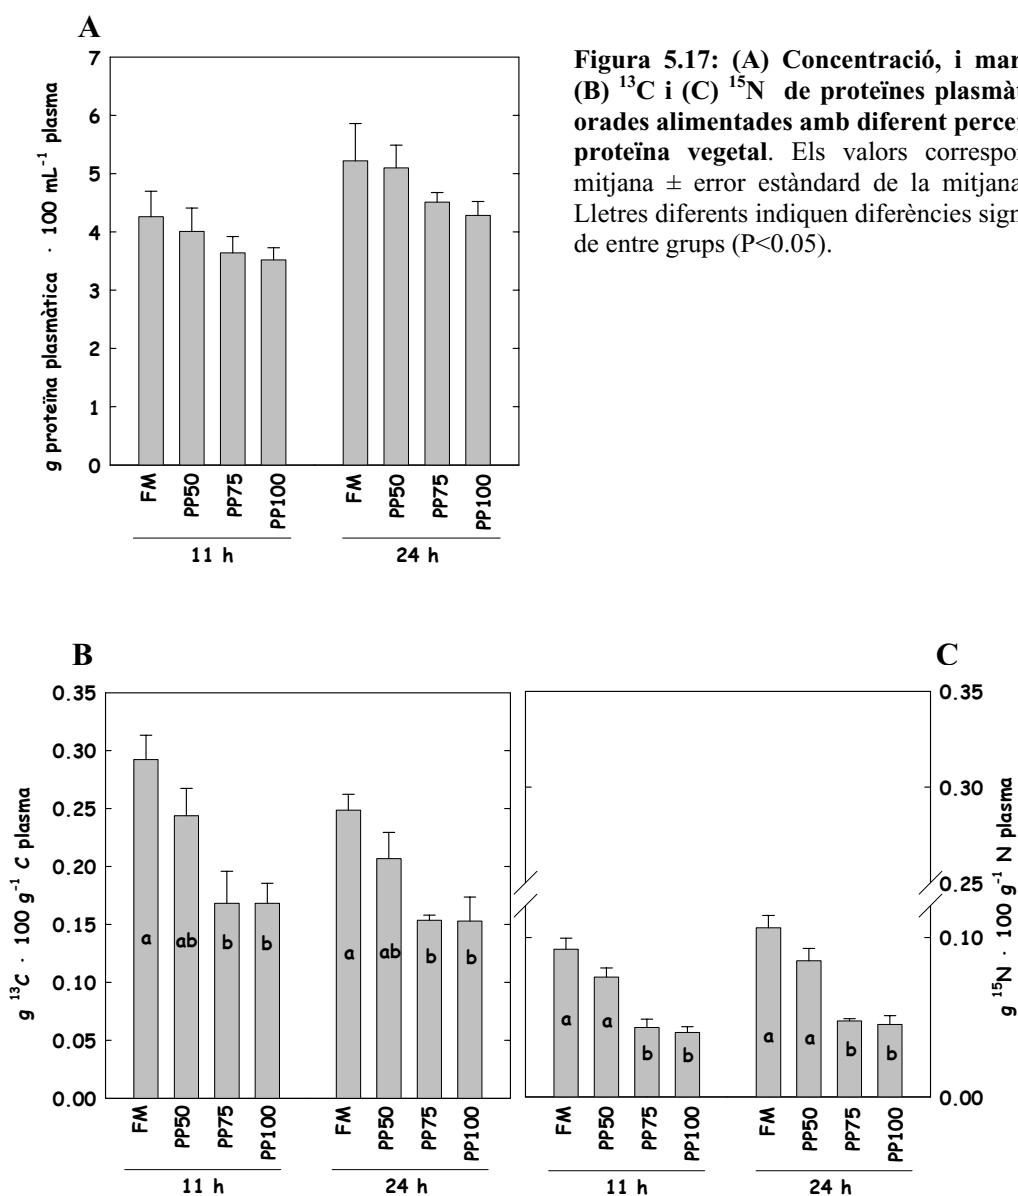 A
Figura 5.17: (A) Concentració, i mar
(B) ¹³C i (C) ¹⁵N de proteïnes plasmàt
orades alimentades amb diferent perce
proteïna vegetal. Els valors correspo
mitjana ± error estàndard de la mitjana
Lletres diferents indiquen diferències sign
de entre grups (P<0.05).
g proteïna plasmàtica · 100 mL⁻¹ plasma
7
6
5
4
3
2
1
0
FM PP50 PP75 PP100 FM PP50 PP75 PP100
11 h 24 h
B
g ¹³C · 100 g⁻¹ C plasma
0.35
0.30
0.25
0.20
0.15
0.10
0.05
0.00
a ab b b a ab b b
FM PP50 PP75 PP100 FM PP50 PP75 PP100
11 h 24 h
C
0.35
0.30
0.25
0.10
0.00
g ¹⁵N · 100 g⁻¹ N plasma
a a b b a a b b
FM PP50 PP75 PP100 FM PP50 PP75 PP100
11 h 24 h